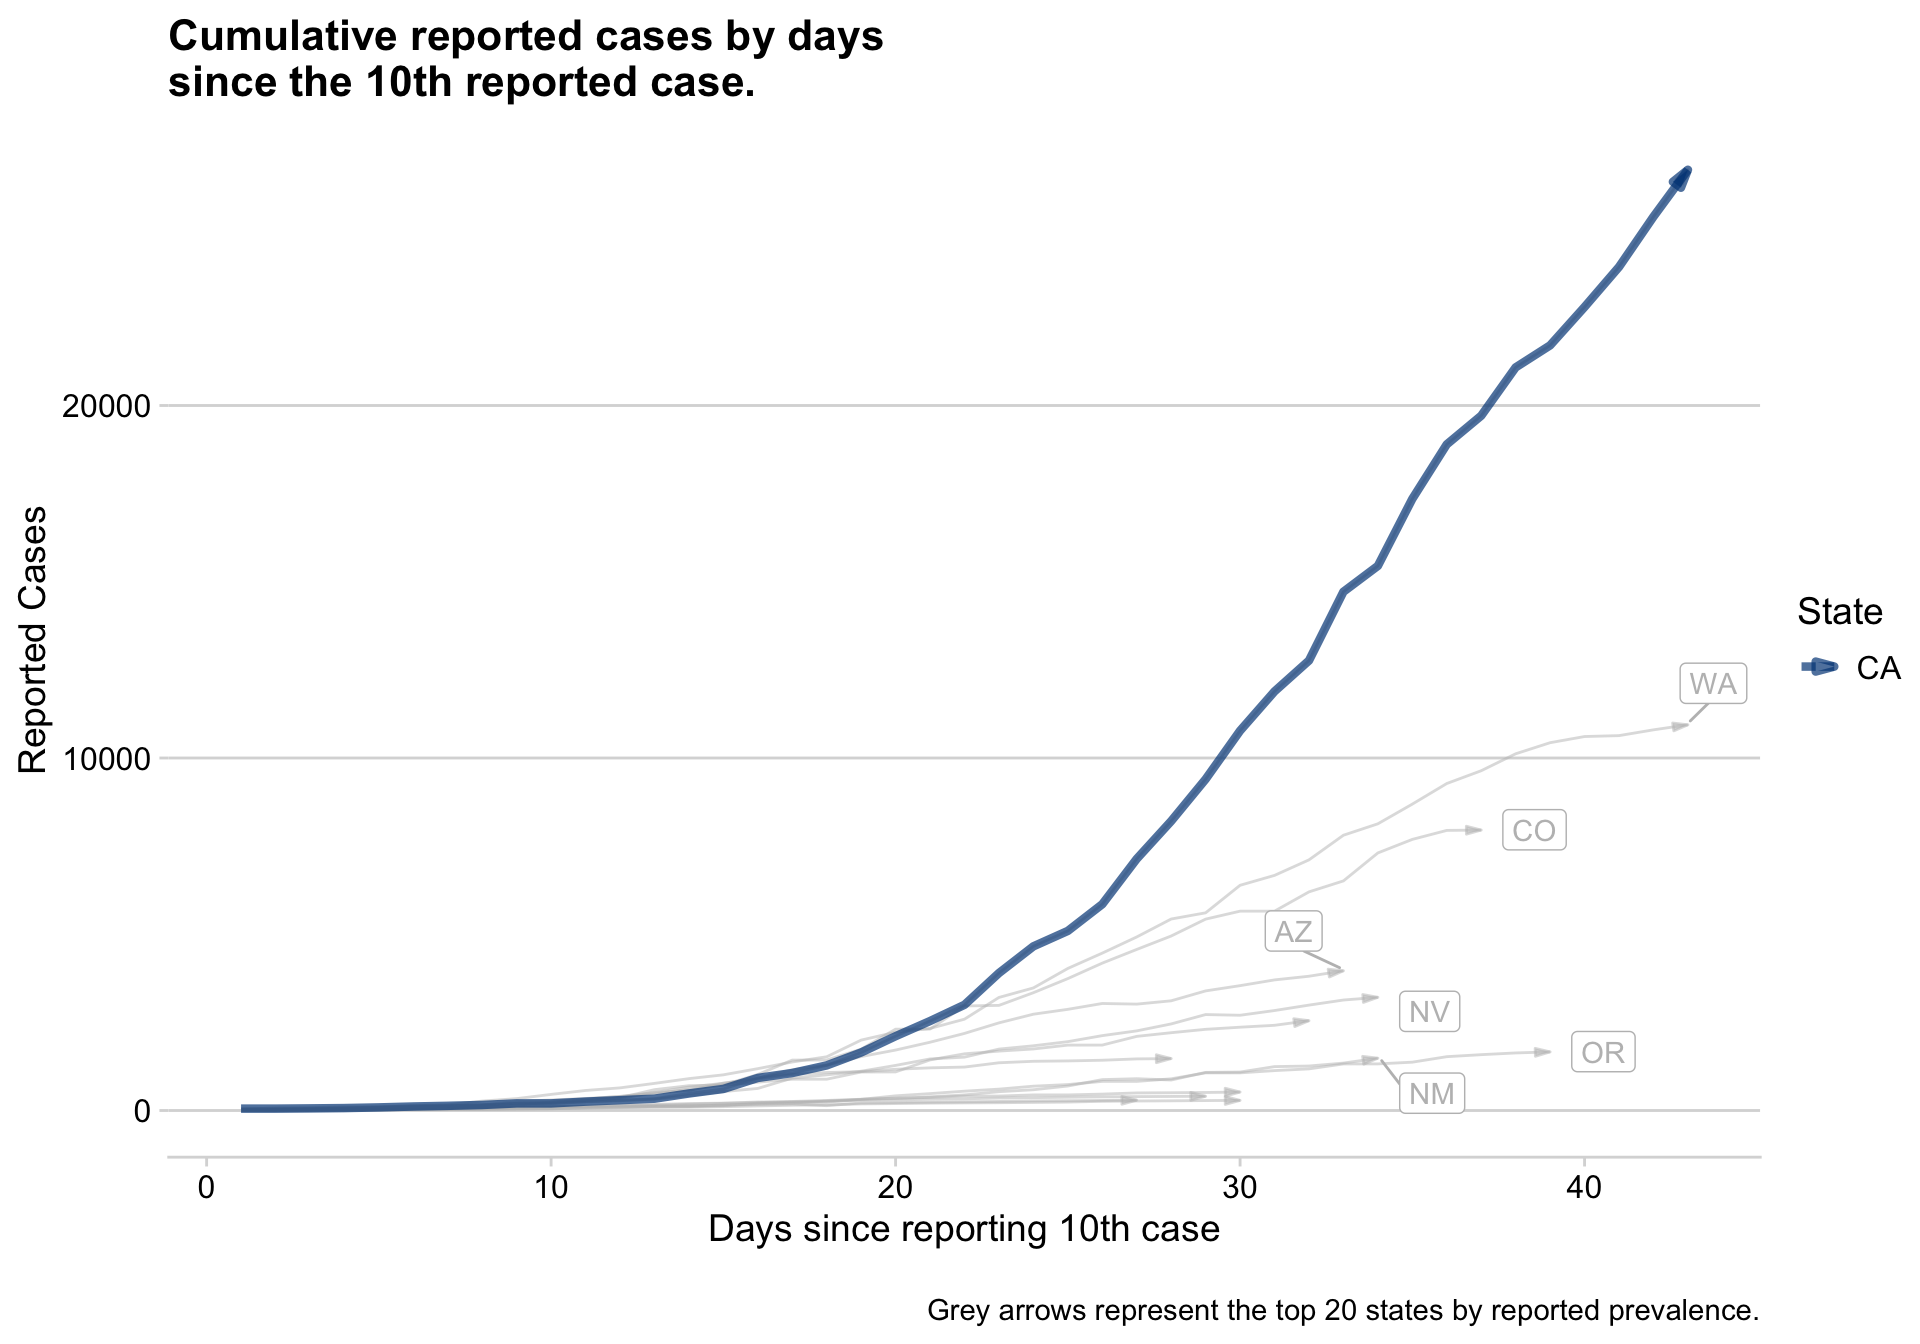 Cumulative reported cases by days
since the 10th reported case.
Reported Cases
20000
10000
0
WA
CO
AZ
NV
OR
NM
State
CA
0 10 20 30 40
Days since reporting 10th case
Grey arrows represent the top 20 states by reported prevalence.